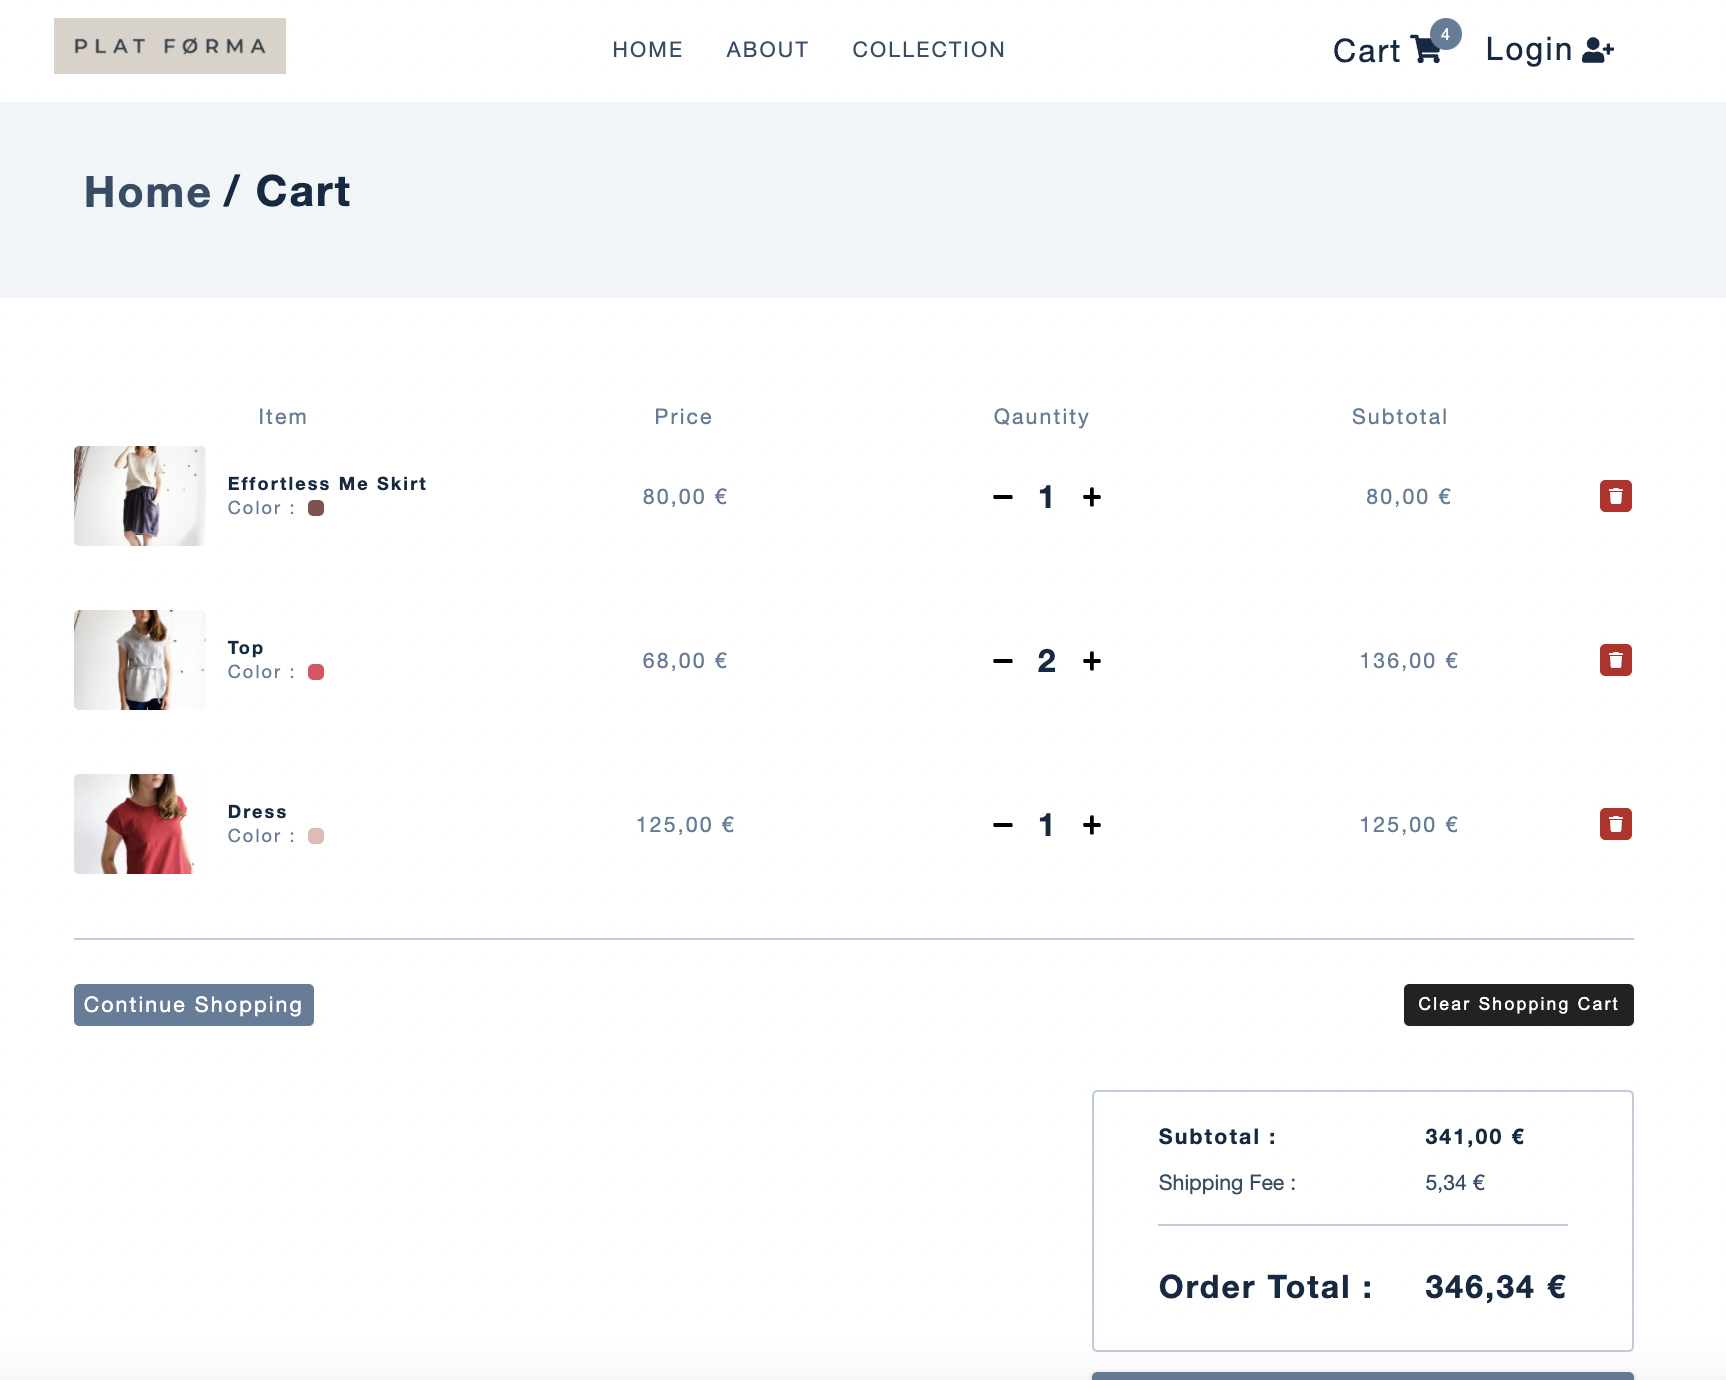 PLAT FØRMA
HOME ABOUT COLLECTION
Cart 4 Login
Home / Cart
Item Price Qauntity Subtotal
Effortless Me Skirt
Color :
80,00 € 1 80,00 €
Top
Color :
68,00 € 2 136,00 €
Dress
Color :
125,00 € 1 125,00 €
Continue Shopping Clear Shopping Cart
Subtotal : 341,00 €
Shipping Fee : 5,34 €
Order Total : 346,34 €